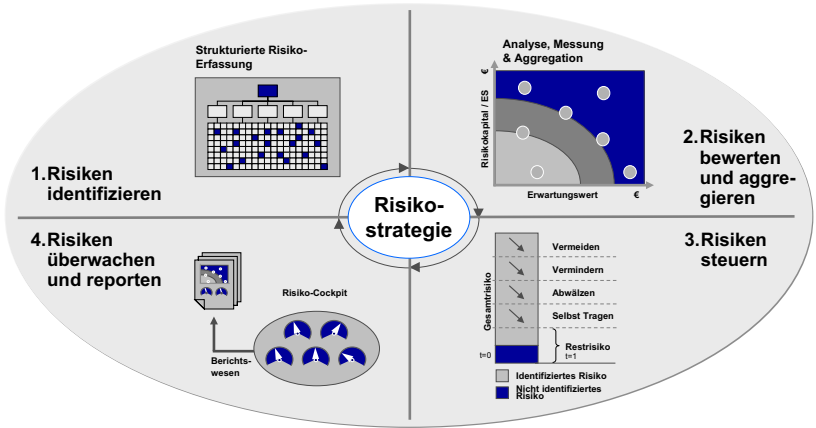 Strukturierte Risiko-
Erfassung
1.Risiken
identifizieren
Analyse, Messung
& Aggregation
€
Risikokapital / ES
Erwartungswert
€
2.Risiken
bewerten
und aggre-
gieren
Risiko-
strategie
4.Risiken
überwachen
und reporten
Risiko-Cockpit
Berichts-
wesen
3.Risiken
steuern
Gesamtrisiko
Vermeiden
Vermindern
Abwälzen
Selbst Tragen
Restrisiko
t=0
t=1
Identifiziertes Risiko
Nicht identifiziertes
Risiko